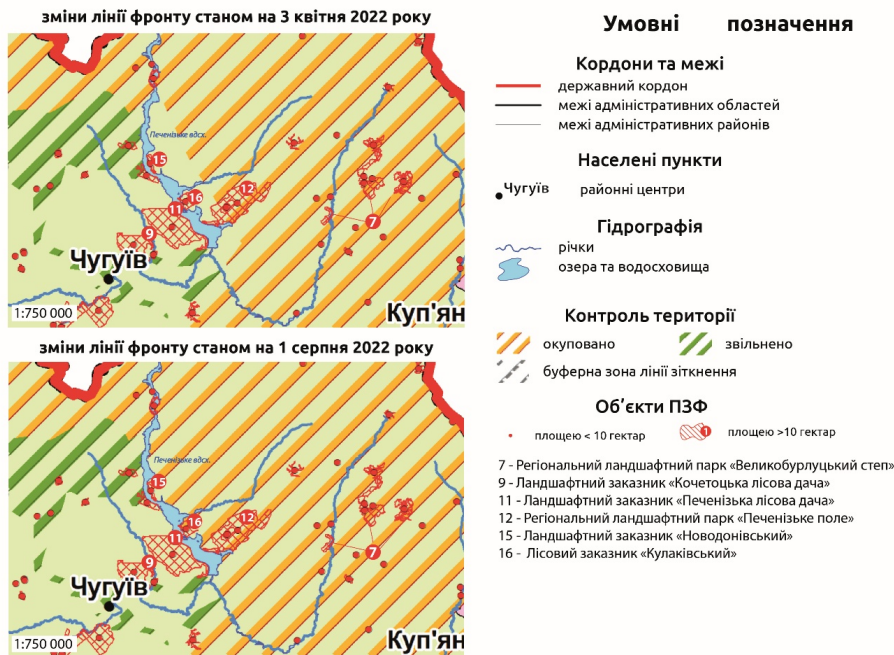 зміни лінії фронту станом на 3 квітня 2022 року
Печенізьке вдсх.
15
16
12
11
7
9
Чугуїв
1:750 000
Куп'ян
зміни лінії фронту станом на 1 серпня 2022 року
Печенізьке вдсх.
15
16
12
11
7
9
Чугуїв
1:750 000
Куп'ян
Умовні позначення
Кордони та межі
державний кордон
межі адміністративних областей
межі адміністративних районів
Населені пункти
Чугуїв районні центри
Гідрографія
річки
озера та водосховища
Контроль території
окуповано звільнено
буферна зона лінії зіткнення
Об’єкти ПЗФ
площею < 10 гектар 1 площею >10 гектар
7 - Регіональний ландшафтний парк «Великобурлуцький степ»
9 - Ландшафтний заказник «Кочетоцька лісова дача»
11 - Ландшафтний заказник «Печенізька лісова дача»
12 - Регіональний ландшафтний парк «Печенізьке поле»
15 - Ландшафтний заказник «Новодонівський»
16 - Лісовий заказник «Кулаківський»